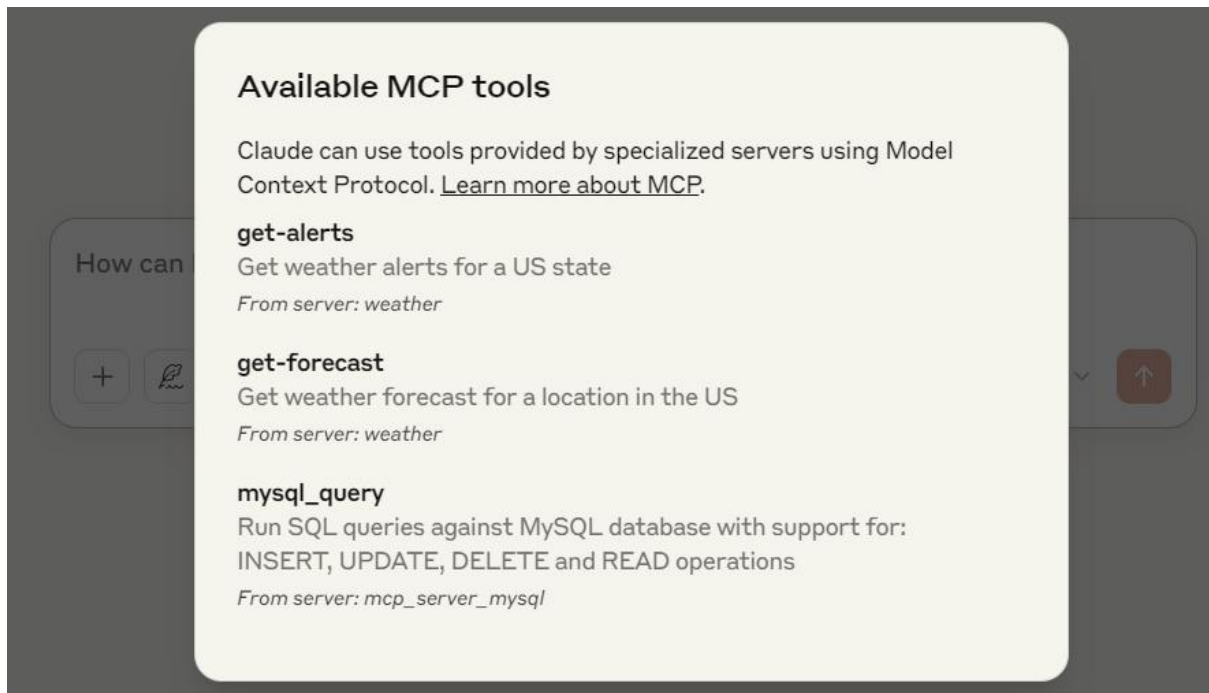 Available MCP tools
Claude can use tools provided by specialized servers using Model
Context Protocol. Learn more about MCP.
get-alerts
Get weather alerts for a US state
From server: weather
How can
get-forecast
Get weather forecast for a location in the US
From server: weather
mysql_query
Run SQL queries against MySQL database with support for:
INSERT, UPDATE, DELETE and READ operations
From server: mcp_server_mysql